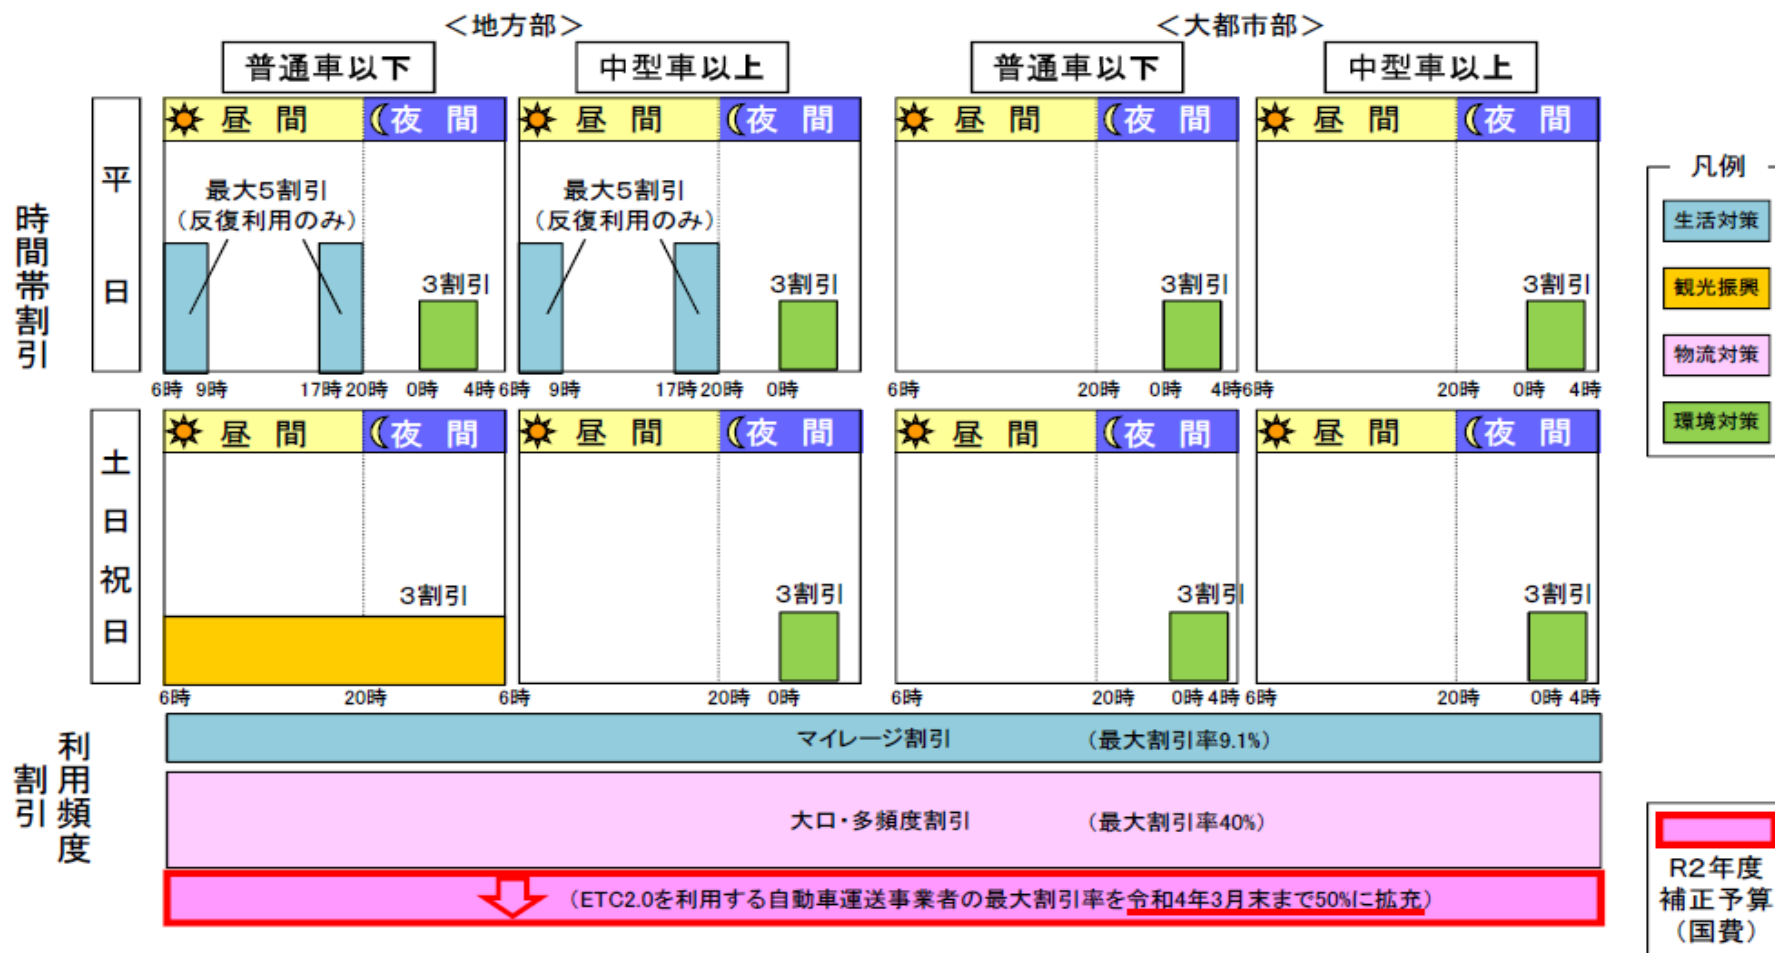 ＜地方部＞
＜大都市部＞
普通車以下
中型車以上
普通車以下
中型車以上
時間帯割引
平日
昼間
夜間
昼間
夜間
昼間
夜間
昼間
夜間
最大5割引
（反復利用のみ）
最大5割引
（反復利用のみ）
3割引
3割引
3割引
3割引
6時 9時 17時 20時 0時 4時 6時 9時 17時 20時 0時 6時 20時 0時 4時 6時 20時 0時 4時
土日祝日
昼間
夜間
昼間
夜間
昼間
夜間
昼間
夜間
3割引
3割引
3割引
3割引
6時 20時 6時 20時 0時 6時 20時 0時 4時 6時 20時 0時 4時
利用頻度
割引
マイレージ割引 （最大割引率9.1%）
大口・多頻度割引 （最大割引率40%）
（ETC2.0を利用する自動車運送事業者の最大割引率を令和4年3月末まで50%に拡充）
凡例
生活対策
観光振興
物流対策
環境対策
R2年度
補正予算
（国費）